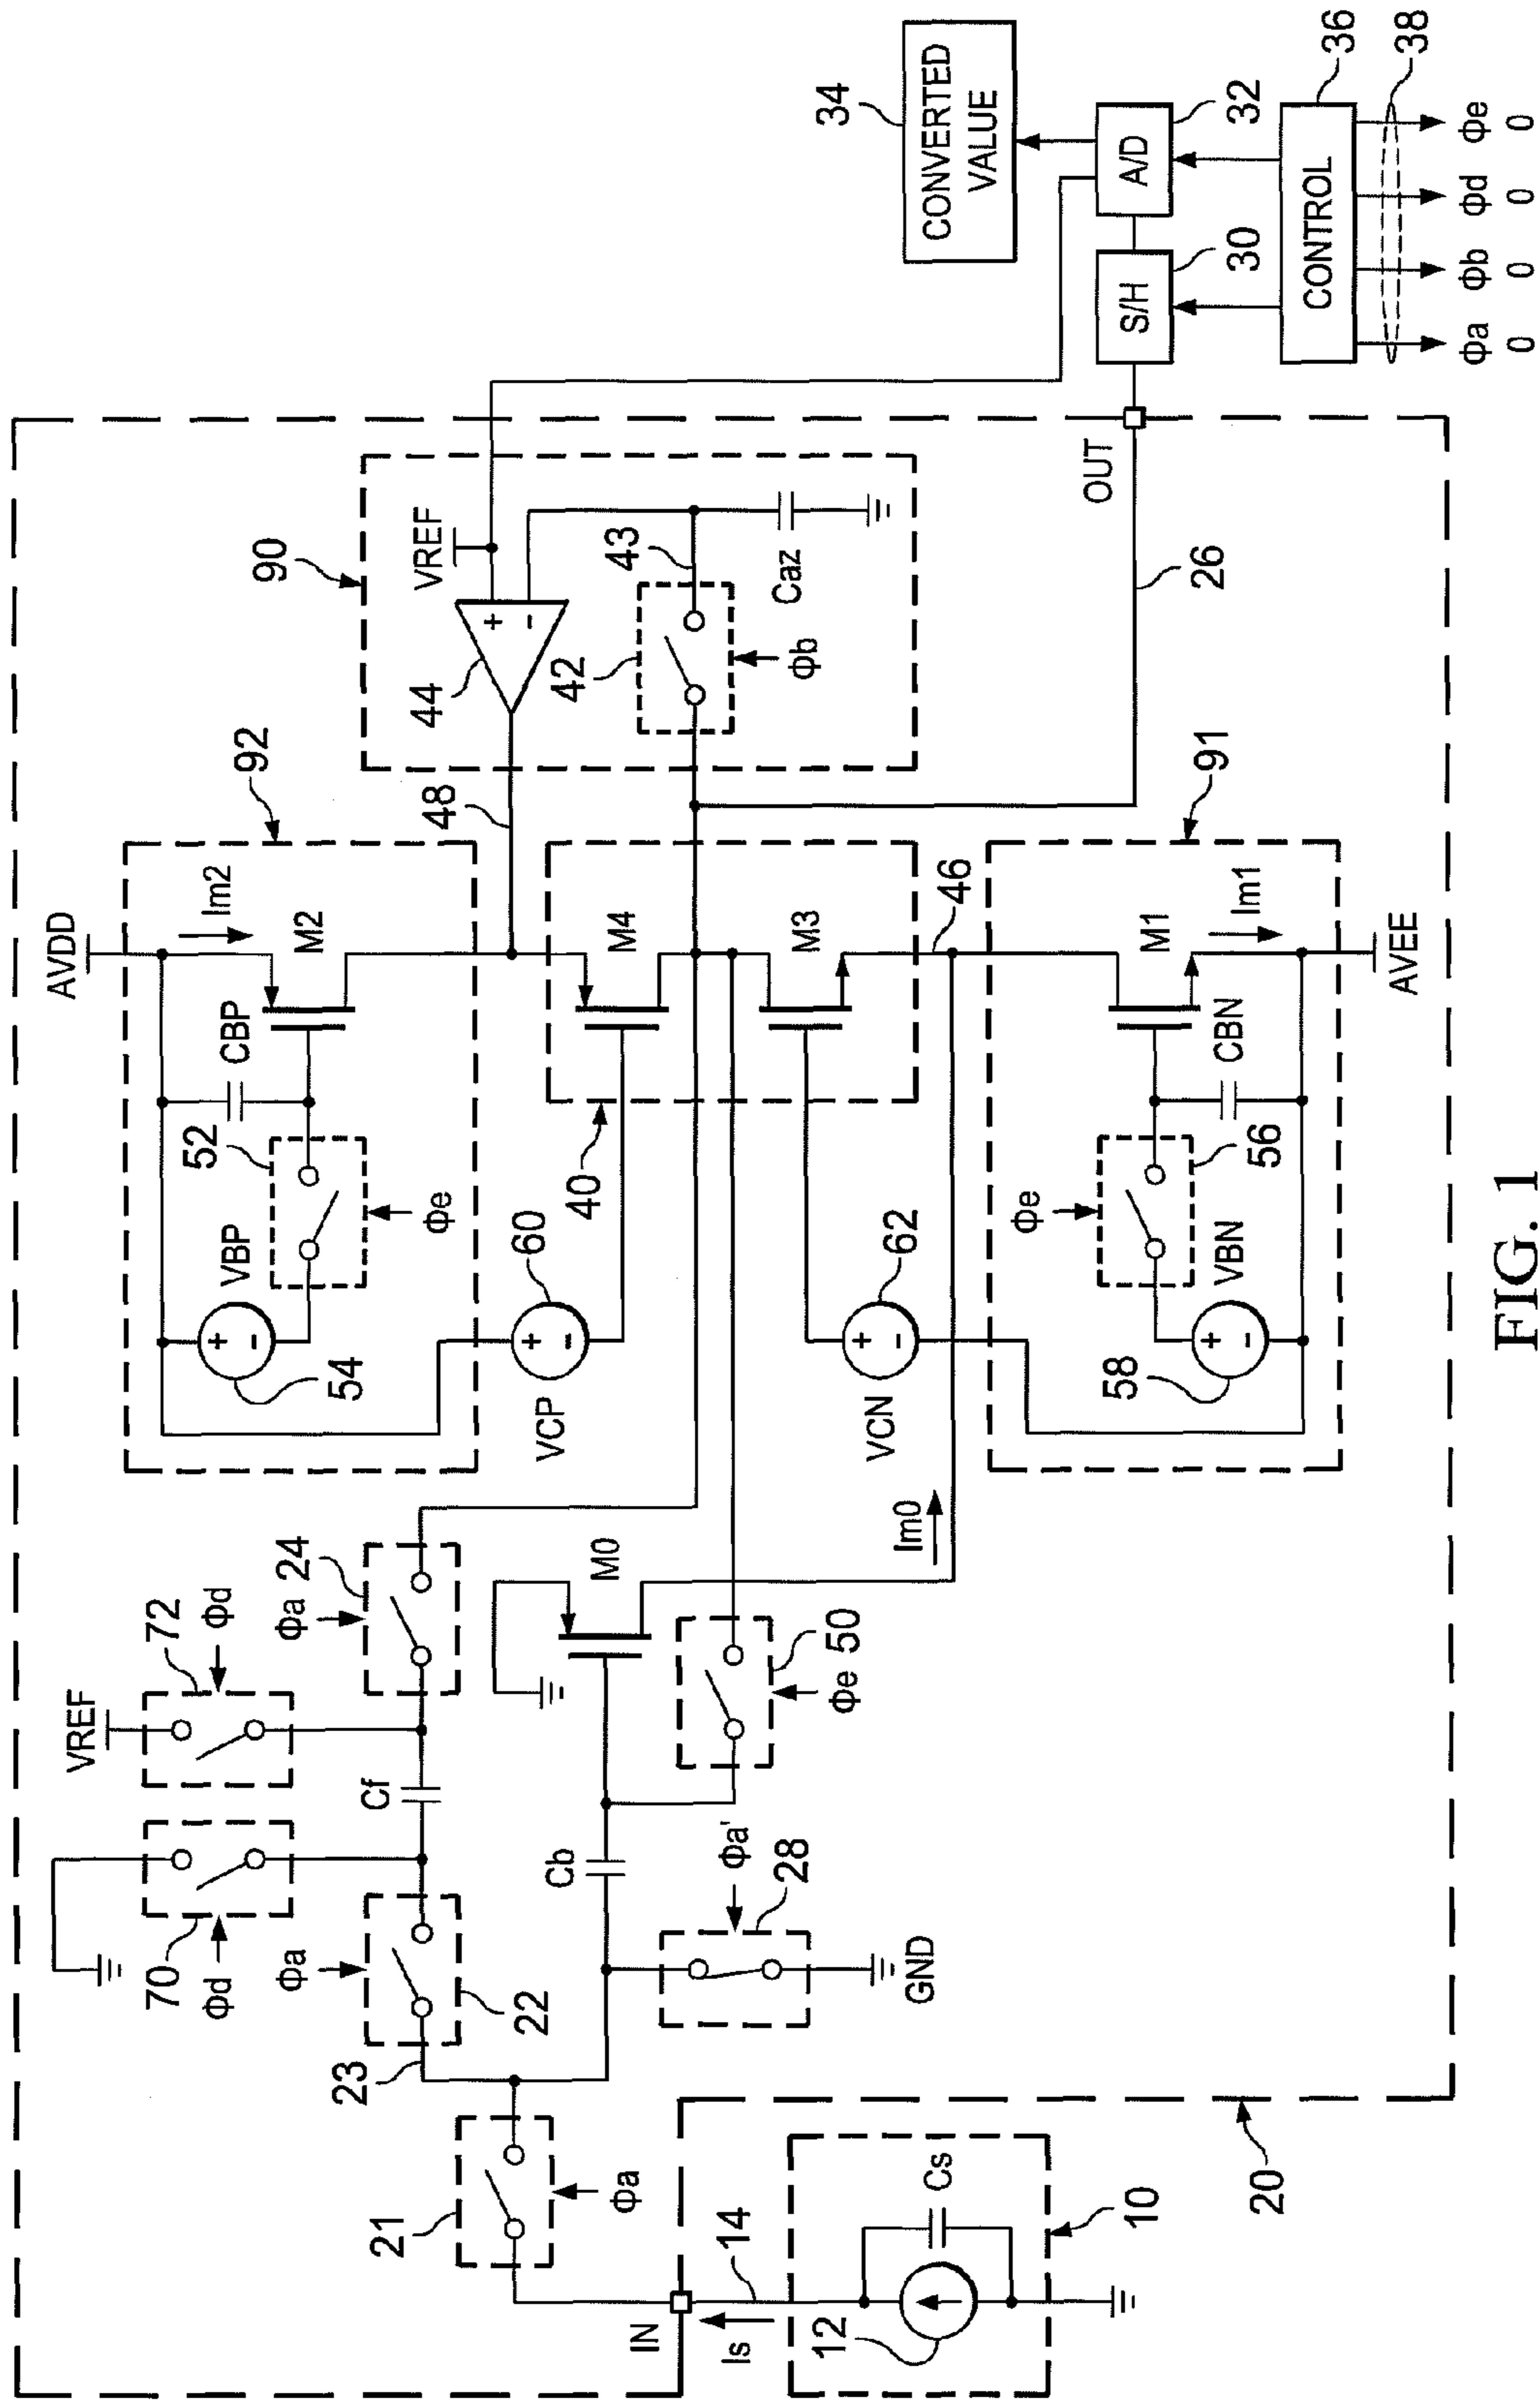 AVDD
92
Im2
M2
CBP
52
VBP
54
Φe
90
VREF
44
+
-
42
43
Φb
Caz
48
M4
40
M3
46
60
+
-
VCP
62
+
-
VCN
Im0
91
Im1
M1
CBN
56
Φe
VBN
58
+
-
+
-
AVEE
OUT
26
34
CONVERTED
VALUE
A/D
32
S/H
30
CONTROL
36
38
Φa Φb Φd Φe
0 0 0 0
VREF
72
Φd
Φa
24
Cf
70
Φd
Φa
22
23
M0
50
Φe
Cb
Φa'
28
GND
21
Φa
IN
Is
14
12
Cs
10
20
FIG. 1